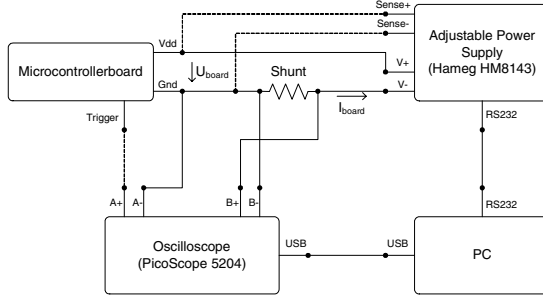 Sense+
Sense-
Adjustable Power
Supply
(Hameg HM8143)
Vdd
V+
Microcontrollerboard
Uboard
Shunt
Gnd
V-
Iboard
Trigger
RS232
RS232
A+
A-
B+
B-
Oscilloscope
(PicoScope 5204)
USB
USB
PC